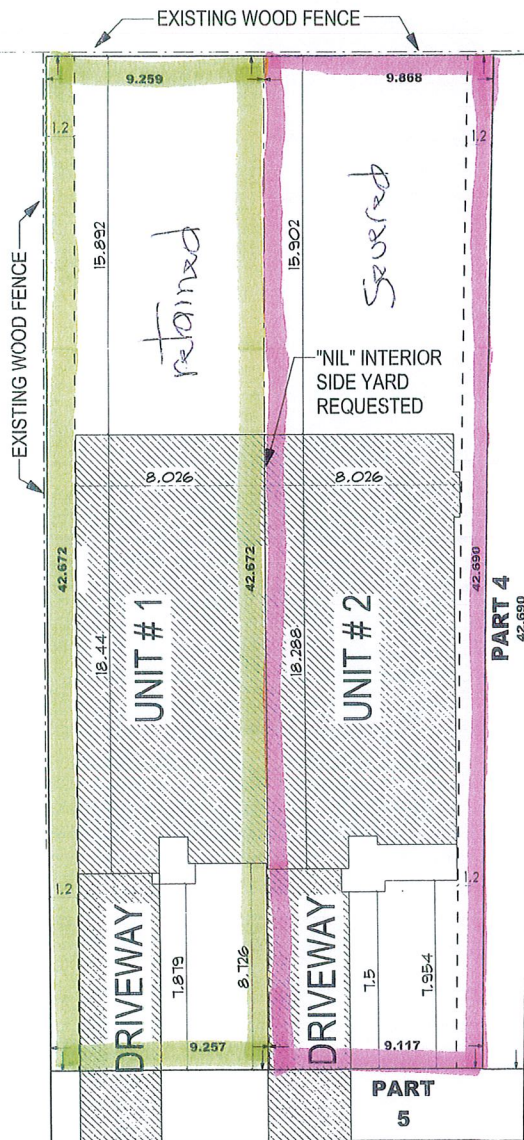 EXISTING WOOD FENCE
9.259
9.868
1.2
1.2
EXISTING WOOD FENCE
15.892
retained
15.902
Severed
"NIL" INTERIOR
SIDE YARD
REQUESTED
8.026
8.026
42.672
42.672
42.690
PART 4
42.690
18.44
UNIT # 1
18.288
UNIT # 2
1.2
1.2
DRIVEWAY
7.879
8.726
DRIVEWAY
7.5
7.954
9.257
9.117
PART
5